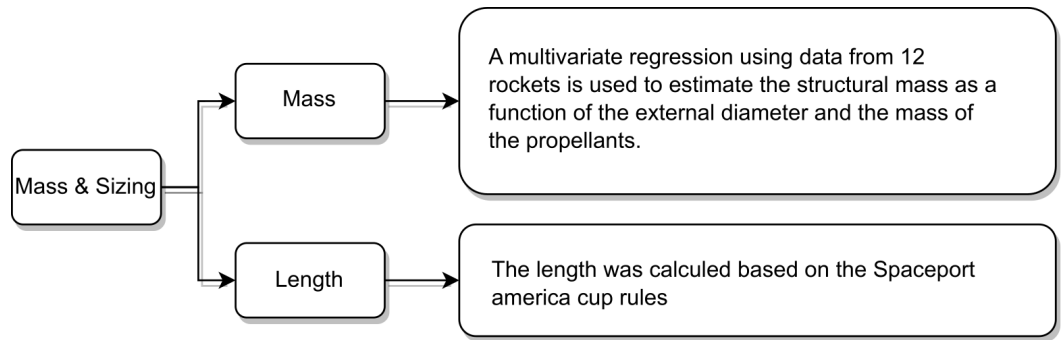 Mass & Sizing
Mass
A multivariate regression using data from 12
rockets is used to estimate the structural mass as a
function of the external diameter and the mass of
the propellants.
Length
The length was calculed based on the Spaceport
america cup rules